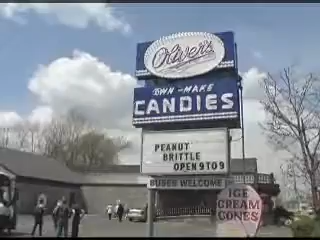 Oliver's
OWN-MAKE
CANDIES
PEANUT
BRITTLE
OPEN 9 TO 9
BUSES WELCOME
ICE
CREAM
CONES